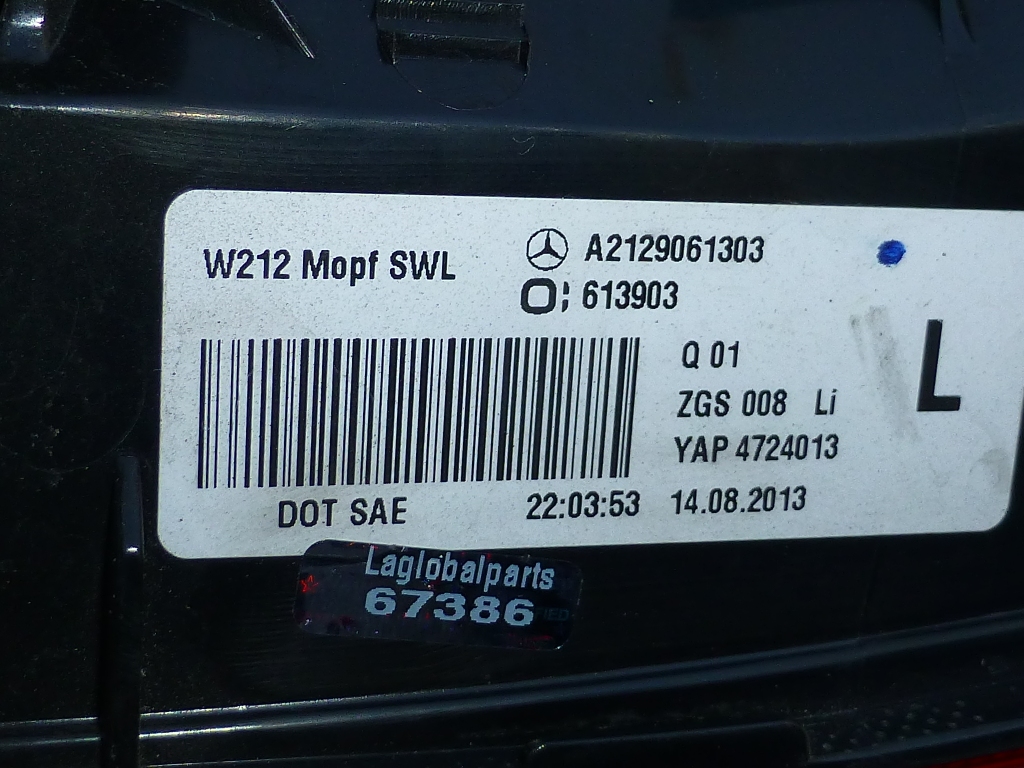 W212 Mopf SWL
A2129061303
613903
Q 01
ZGS 008 Li
L
YAP 4724013
DOT SAE 22:03:53 14.08.2013
Laglobalparts
67386